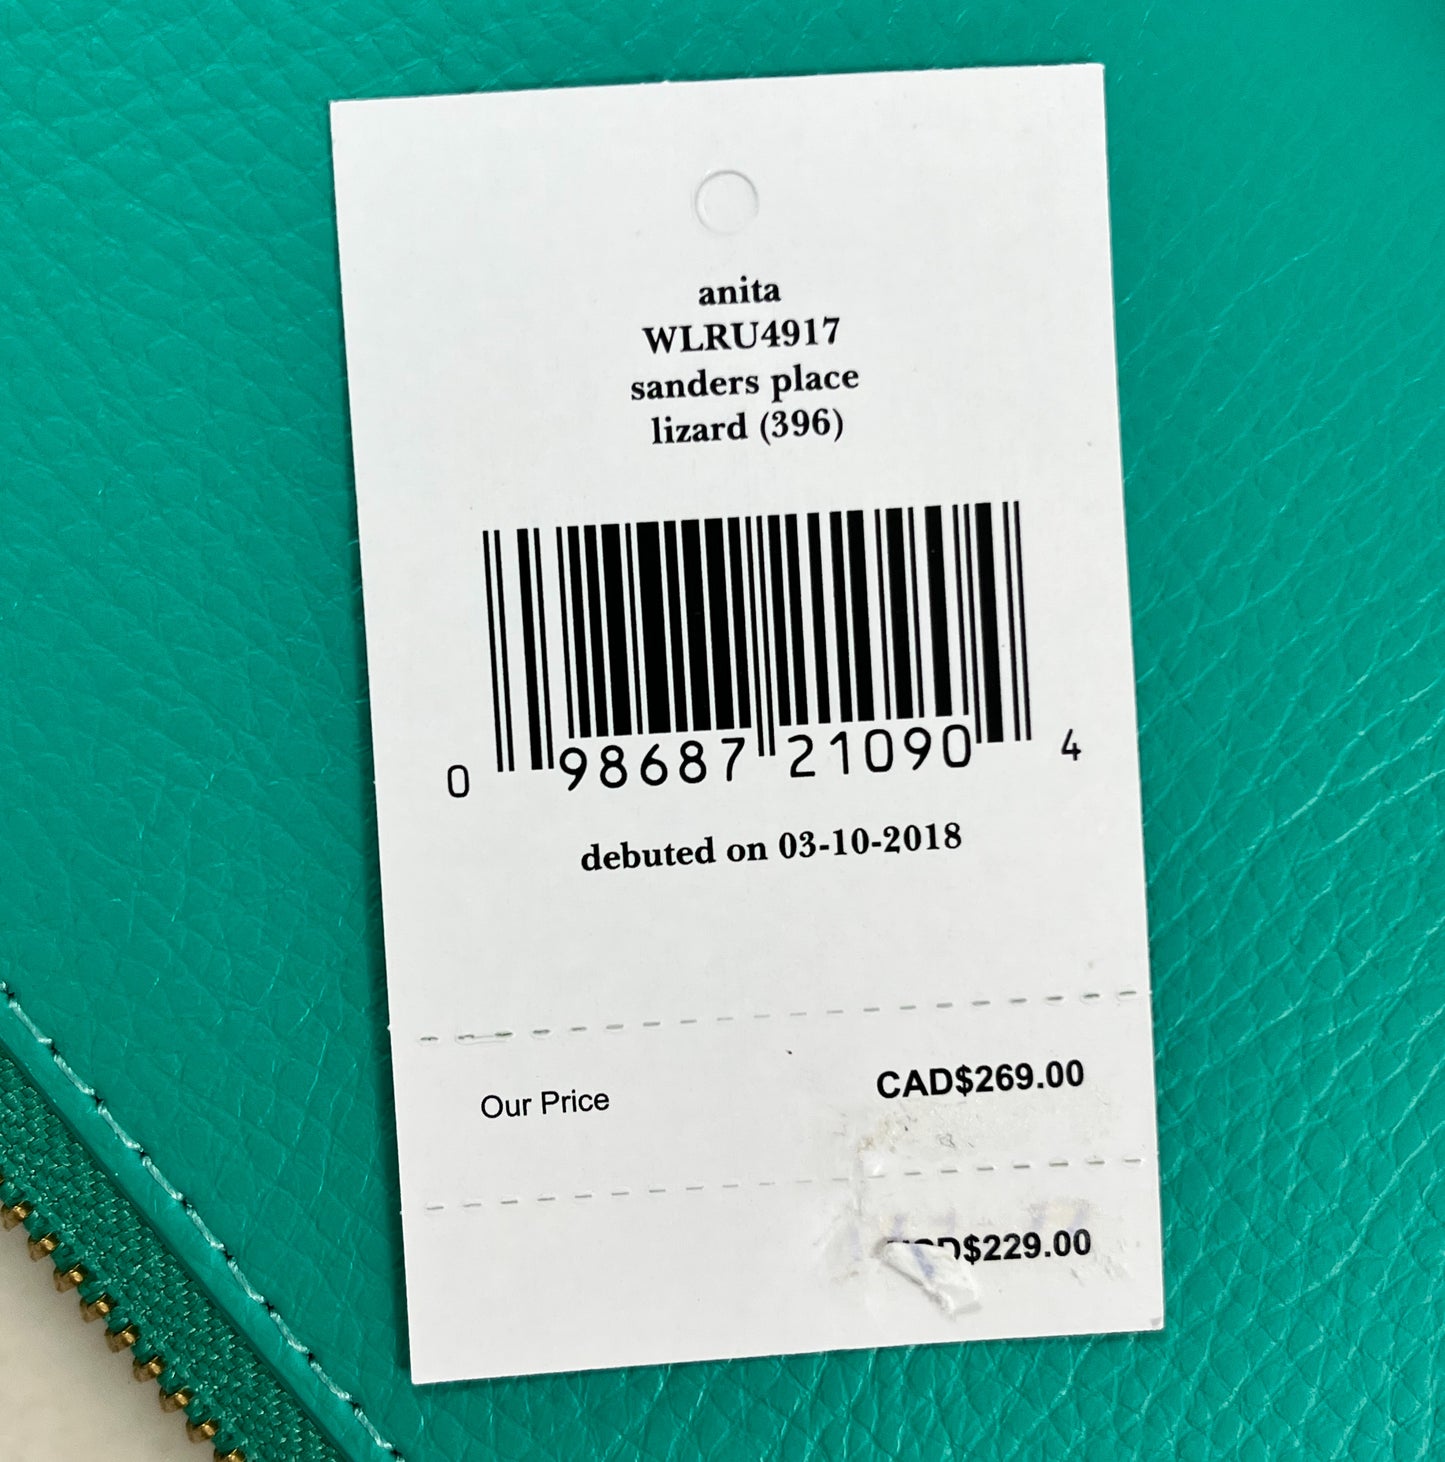 anita
WLRU4917
sanders place
lizard (396)
0 98687 21090 4
debuted on 03-10-2018
Our Price CAD$269.00
$229.00